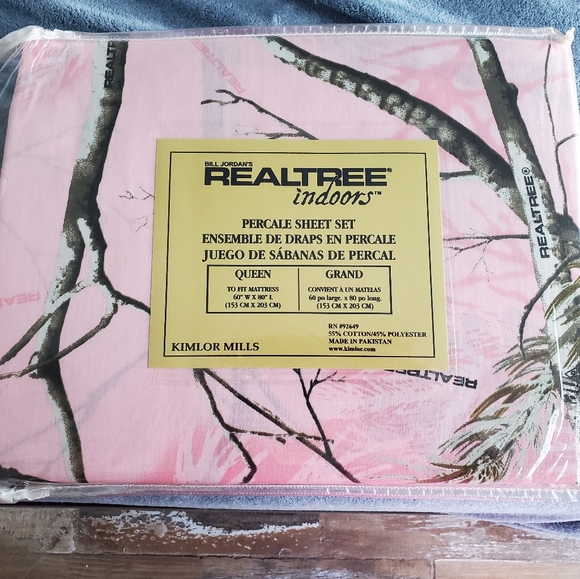 REALTREE
REALTREE
BILL JORDAN'S
REALTREE®
indoors™
PERCALE SHEET SET
ENSEMBLE DE DRAPS EN PERCALE
JUEGO DE SÁBANAS DE PERCAL
QUEEN
TO FIT MATTRESS
60" W X 80" L
(153 CM X 203 CM)
GRAND
CONVIENT A UN MATELAS
60 po large. x 80 po long.
(153 CM X 203 CM)
KIMLOR MILLS
RN #92649
55% COTTON/45% POLYESTER
MADE IN PAKISTAN
www.kimlor.com
REALTREE®
REALTREE
REALTREE